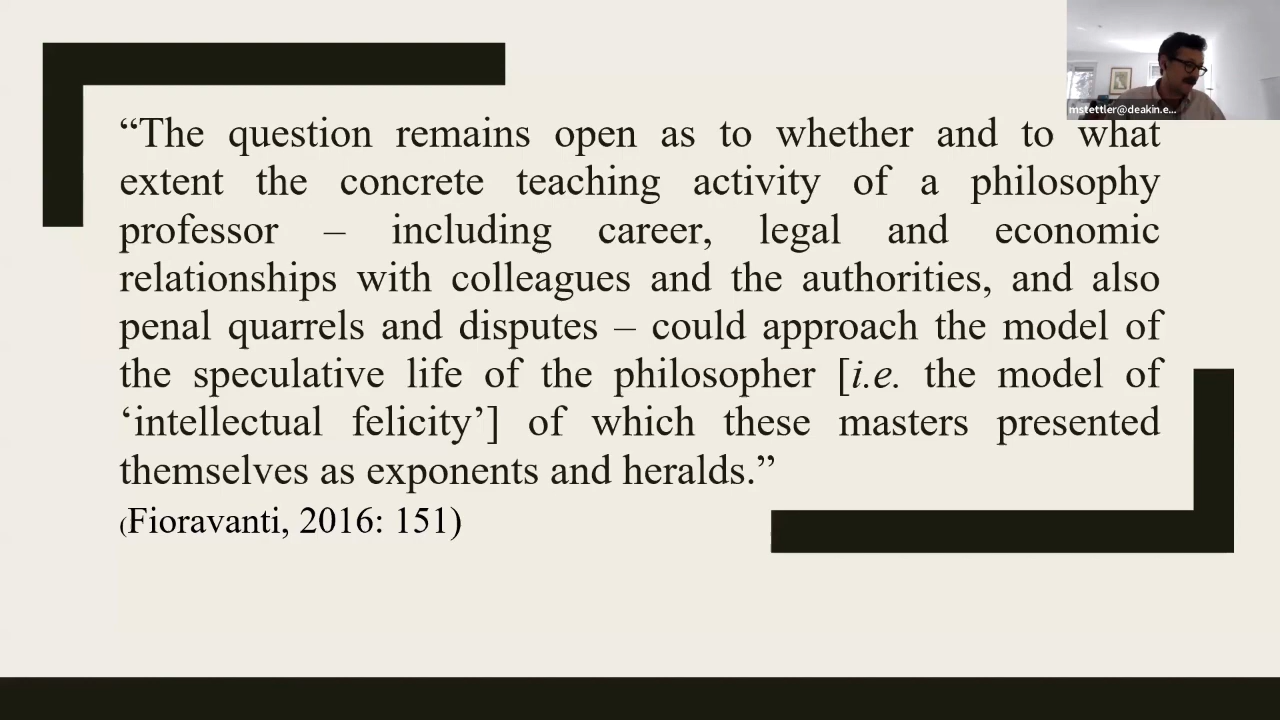 mstettler@deakin.e...
“The question remains open as to whether and to what
extent the concrete teaching activity of a philosophy
professor – including career, legal and economic
relationships with colleagues and the authorities, and also
penal quarrels and disputes – could approach the model of
the speculative life of the philosopher [i.e. the model of
‘intellectual felicity’] of which these masters presented
themselves as exponents and heralds.”
(Fioravanti, 2016: 151)